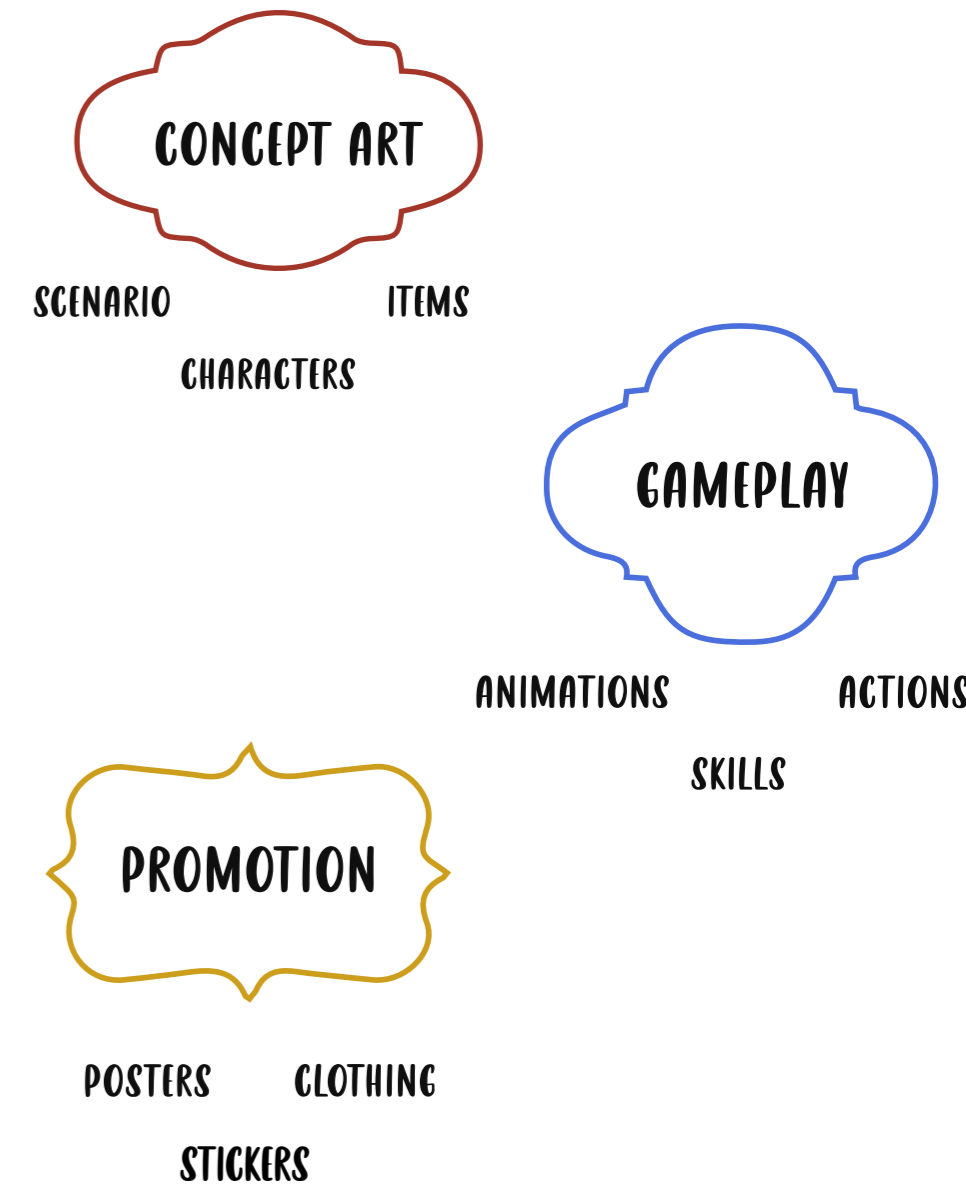 CONCEPT ART
SCENARIO
ITEMS
CHARACTERS
GAMEPLAY
ANIMATIONS
ACTIONS
SKILLS
PROMOTION
POSTERS
CLOTHING
STICKERS